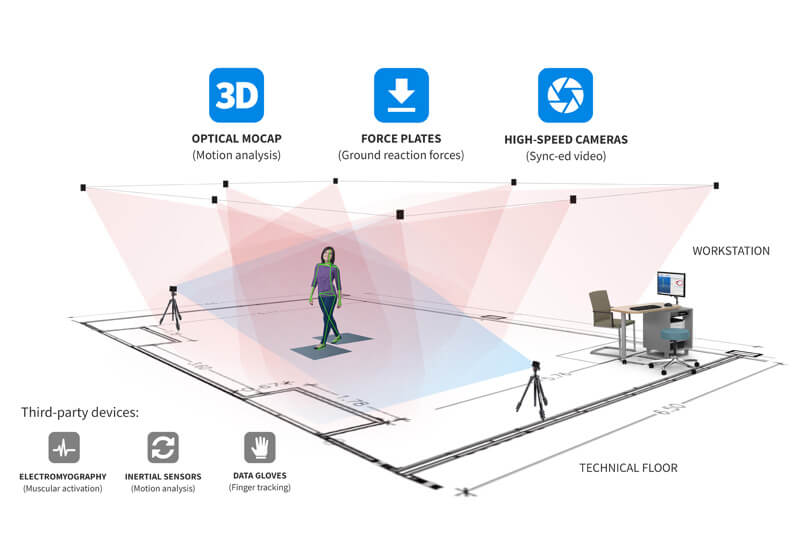 3D
OPTICAL MOCAP
(Motion analysis)
FORCE PLATES
(Ground reaction forces)
HIGH-SPEED CAMERAS
(Sync-ed video)
WORKSTATION
1.78
6.50
Third-party devices:
ELECTROMYOGRAPHY
(Muscular activation)
INERTIAL SENSORS
(Motion analysis)
DATA GLOVES
(Finger tracking)
TECHNICAL FLOOR